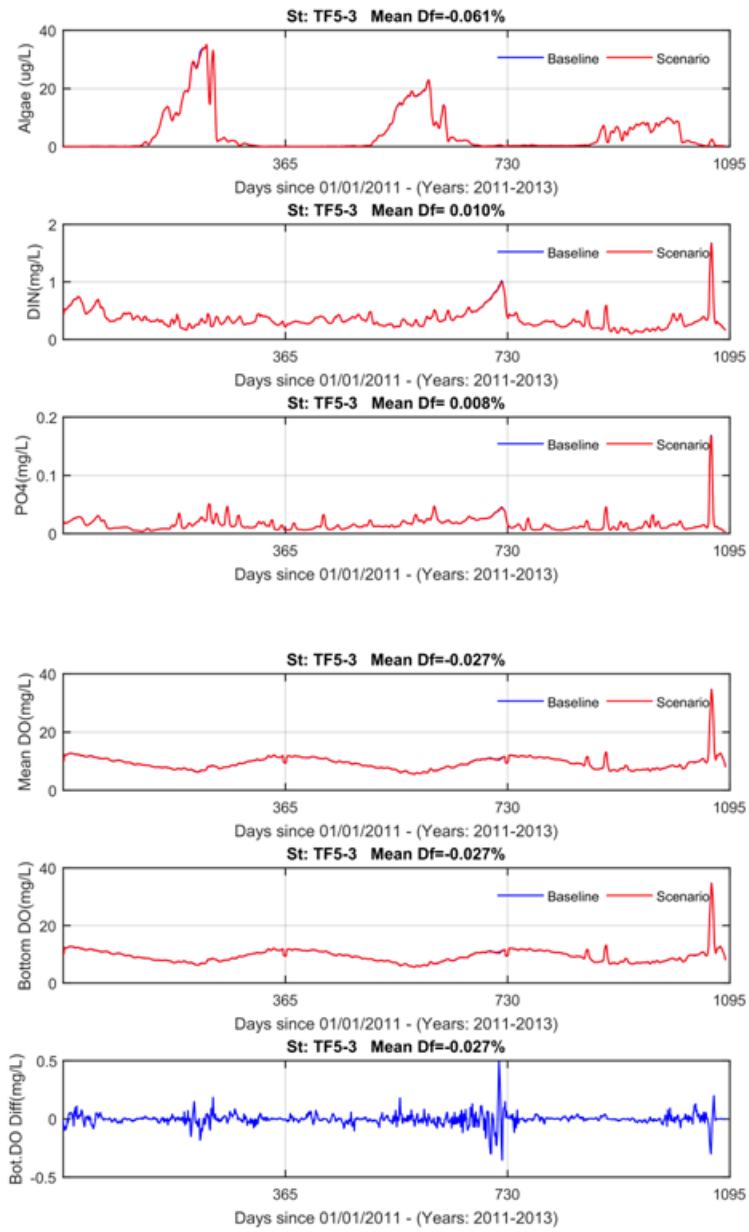 St: TF5-3 Mean Df=-0.061%
40
20
0
Algae (ug/L)
Baseline Scenario
365 730 1095
Days since 01/01/2011 - (Years: 2011-2013)
St: TF5-3 Mean Df= 0.010%
2
1
0
DIN(mg/L)
Baseline Scenario
365 730 1095
Days since 01/01/2011 - (Years: 2011-2013)
St: TF5-3 Mean Df= 0.008%
0.2
0.1
0
PO4(mg/L)
Baseline Scenario
365 730 1095
Days since 01/01/2011 - (Years: 2011-2013)
St: TF5-3 Mean Df=-0.027%
40
20
0
Mean DO(mg/L)
Baseline Scenario
365 730 1095
Days since 01/01/2011 - (Years: 2011-2013)
St: TF5-3 Mean Df=-0.027%
40
20
0
Bottom DO(mg/L)
Baseline Scenario
365 730 1095
Days since 01/01/2011 - (Years: 2011-2013)
St: TF5-3 Mean Df=-0.027%
0.5
0
-0.5
Bot.DO Diff(mg/L)
365 730 1095
Days since 01/01/2011 - (Years: 2011-2013)